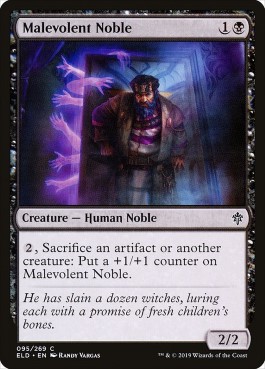 Malevolent Noble 1
Creature — Human Noble
2, Sacrifice an artifact or another
creature: Put a +1/+1 counter on
Malevolent Noble.
He has slain a dozen witches, luring
each with a promise of fresh children's
bones.
2/2
095/269 C
ELD • EN RANDY VARGAS ™ & © 2019 Wizards of the Coast